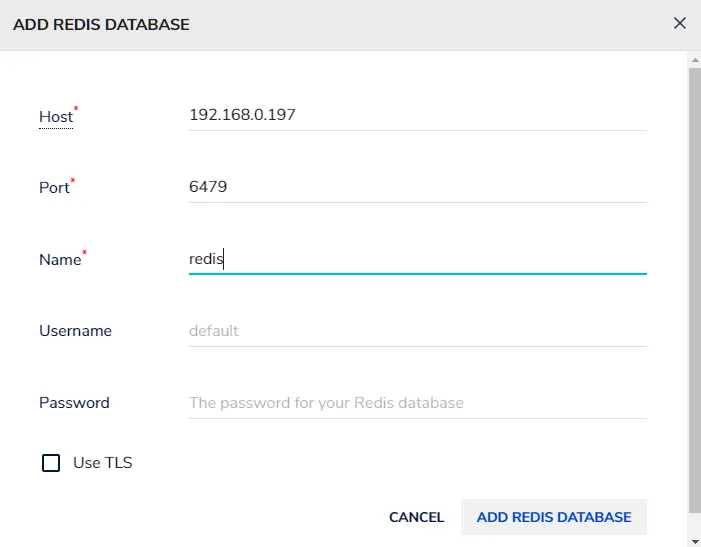 ADD REDIS DATABASE
Host* 192.168.0.197
Port* 6479
Name* redis
Username default
Password The password for your Redis database
Use TLS
CANCEL ADD REDIS DATABASE